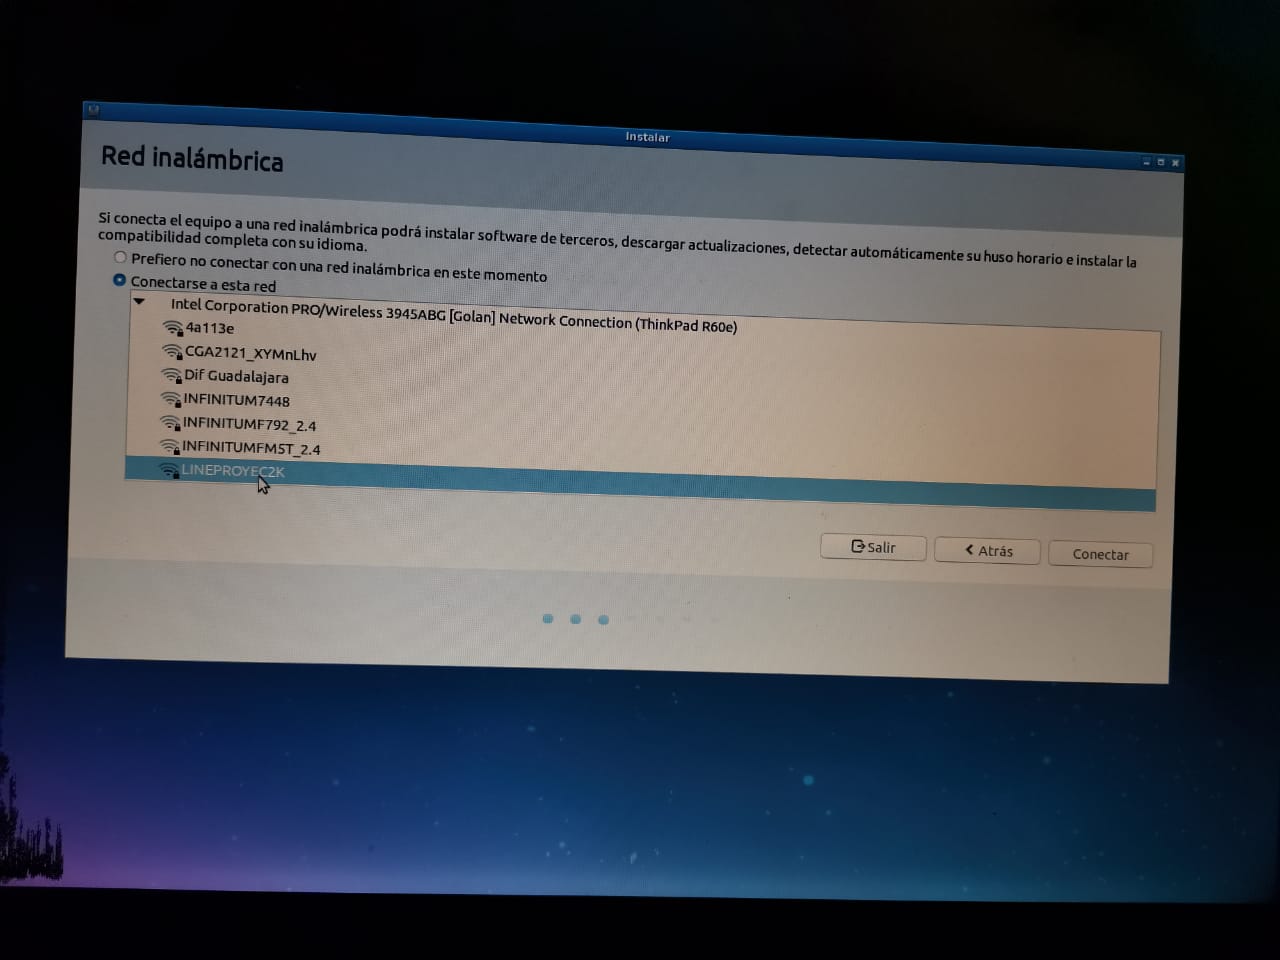 Instalar
Red inalámbrica
Si conecta el equipo a una red inalámbrica podrá instalar software de terceros, descargar actualizaciones, detectar automáticamente su huso horario e instalar la
compatibilidad completa con su idioma.
Prefiero no conectar con una red inalámbrica en este momento
Conectarse a esta red
Intel Corporation PRO/Wireless 3945ABG [Golan] Network Connection (ThinkPad R60e)
4a113e
CGA2121_XYMnLhv
Dif Guadalajara
INFINITUM7448
INFINITUMF792_2.4
INFINITUMFM5T_2.4
LINEPROYEC2K
Salir
Atrás
Conectar